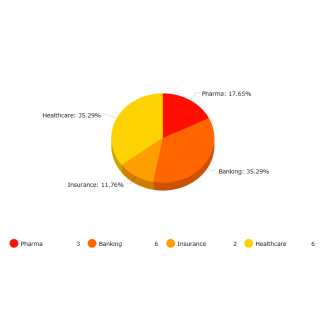 Pharma: 17.65%
Healthcare: 35.29%
Banking: 35.29%
Insurance: 11.76%
Pharma 3 Banking 6 Insurance 2 Healthcare 6